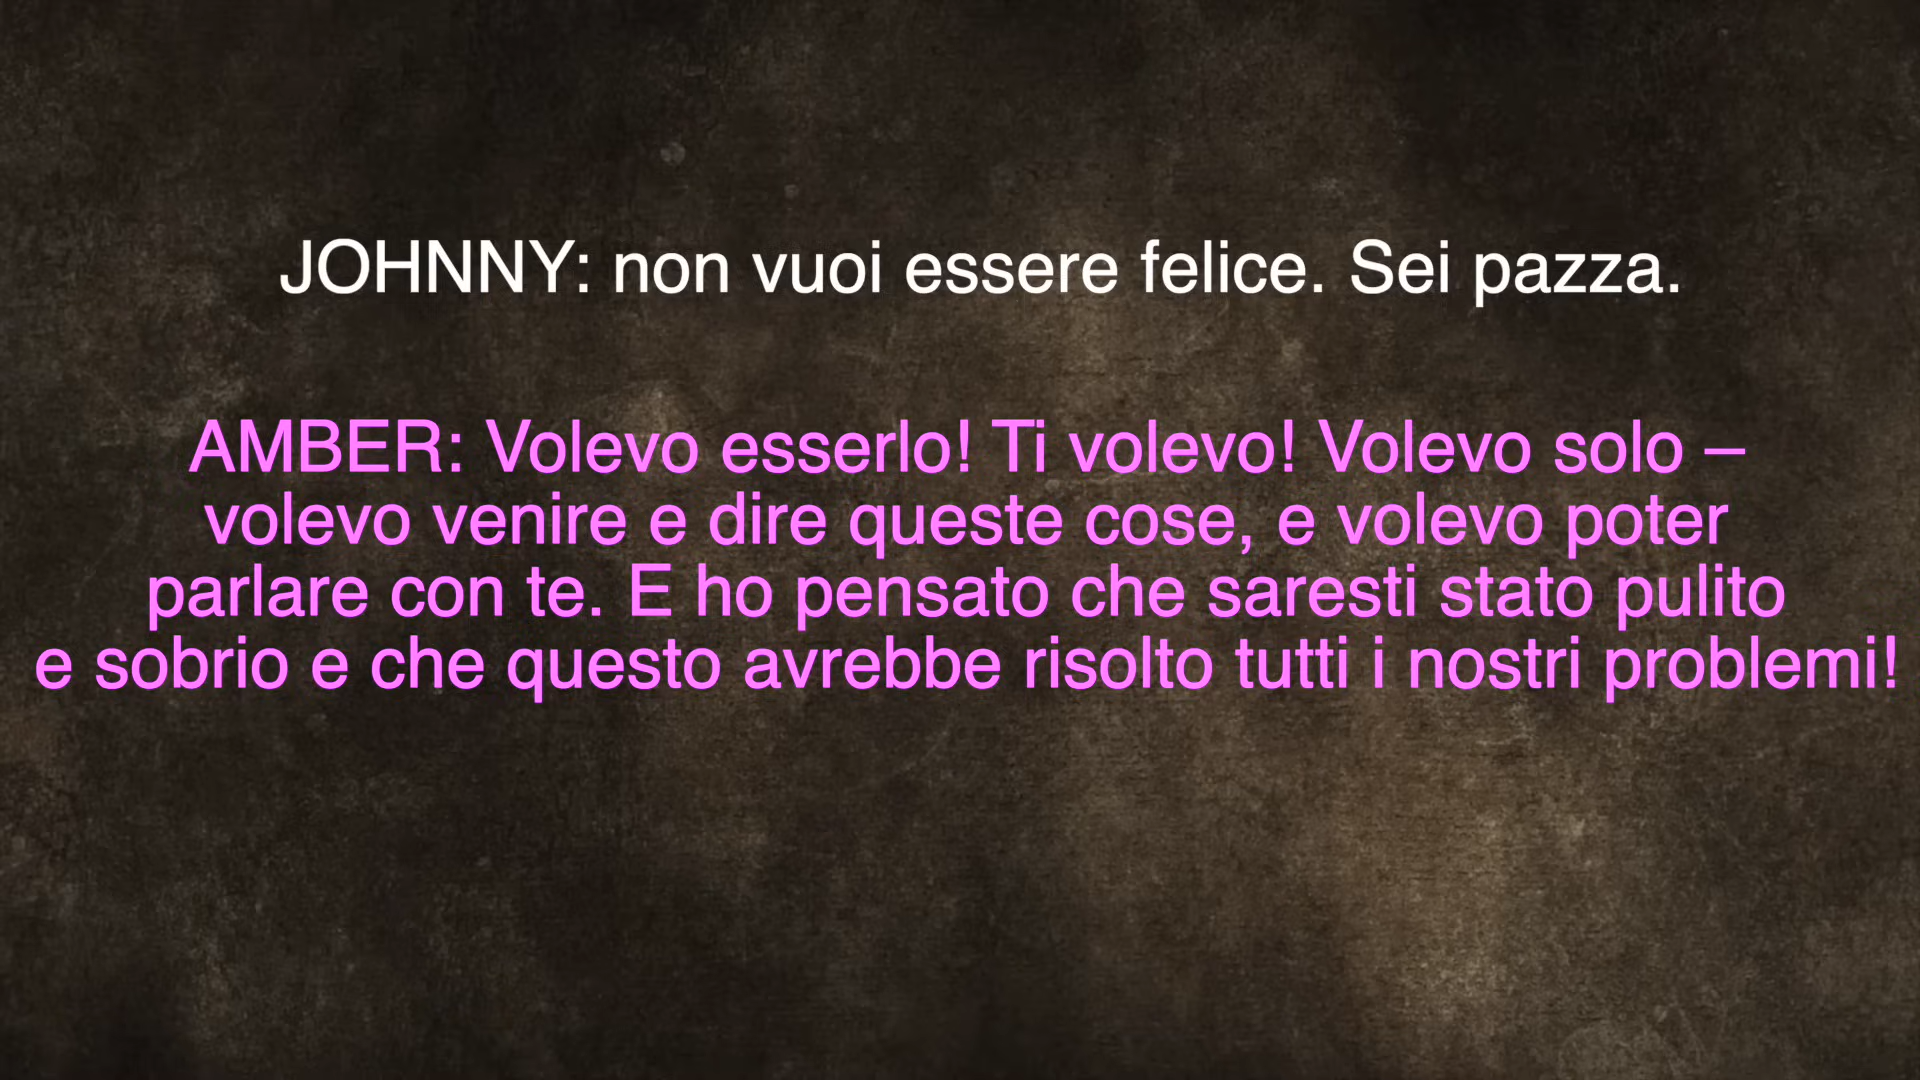 JOHNNY: non vuoi essere felice. Sei pazza.
AMBER: Volevo esserlo! Ti volevo! Volevo solo –
volevo venire e dire queste cose, e volevo poter
parlare con te. E ho pensato che saresti stato pulito
e sobrio e che questo avrebbe risolto tutti i nostri problemi!